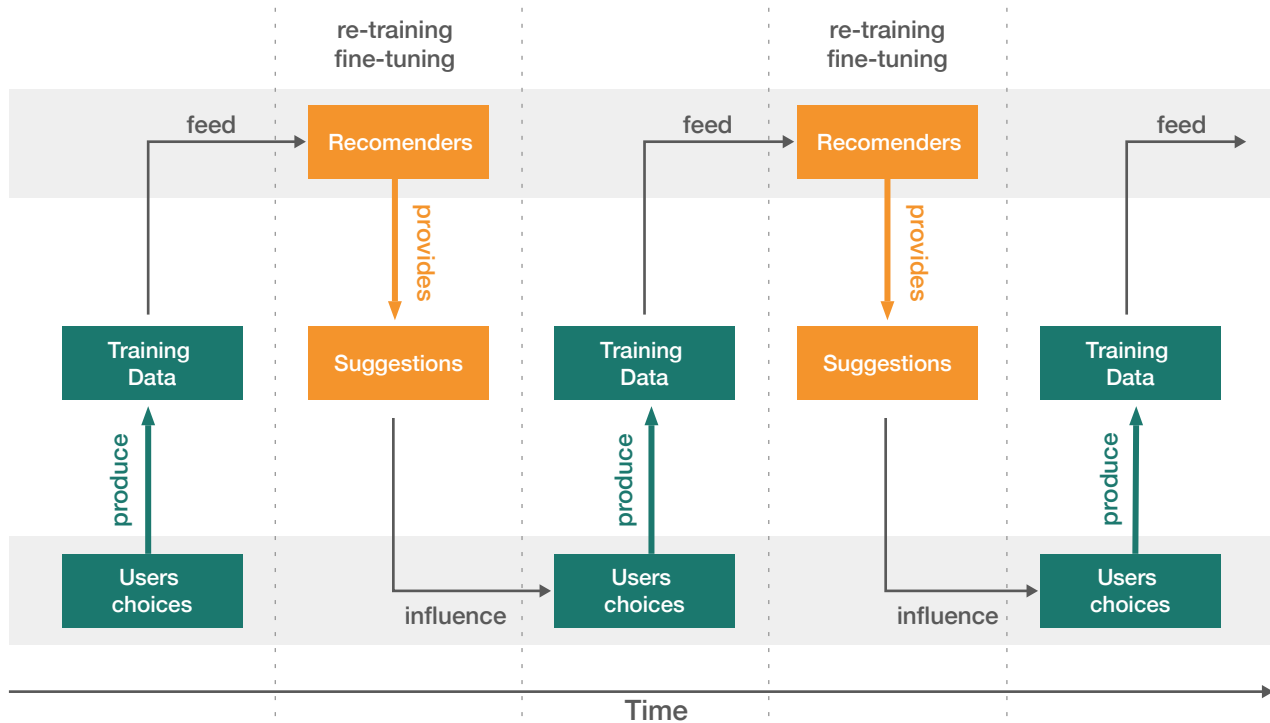 re-training
fine-tuning
re-training
fine-tuning
feed
Recomenders
feed
Recomenders
feed
provides
provides
Training
Data
Suggestions
Training
Data
Suggestions
Training
Data
produce
produce
produce
Users
choices
influence
Users
choices
influence
Users
choices
Time